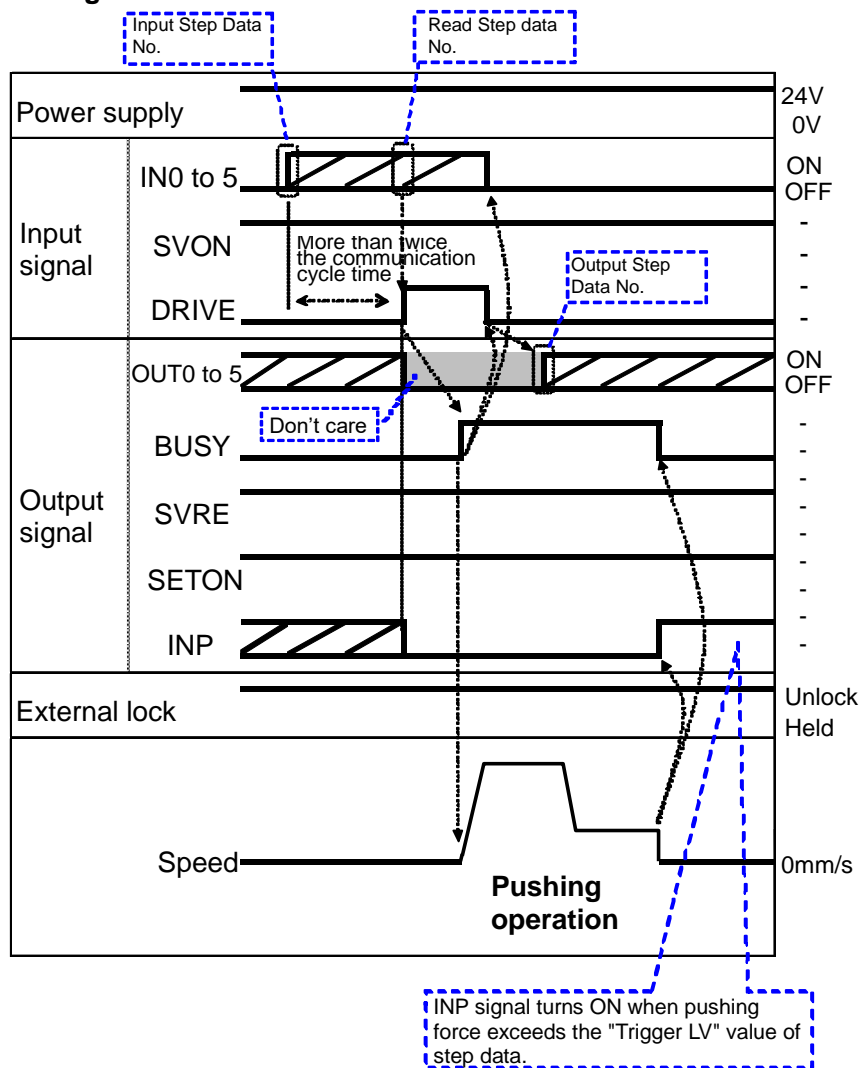 Input Step Data
No.
Read Step data
No.
Power supply
24V
0V
Input
signal
IN0 to 5
ON
OFF
SVON
-
-
More than twice
the communication
cycle time
Output Step
Data No.
DRIVE
-
-
Output
signal
OUT0 to 5
ON
OFF
Don't care
BUSY
-
-
SVRE
-
-
SETON
-
-
INP
-
-
External lock
Unlock
Held
Speed
0mm/s
Pushing
operation
INP signal turns ON when pushing
force exceeds the "Trigger LV" value of
step data.